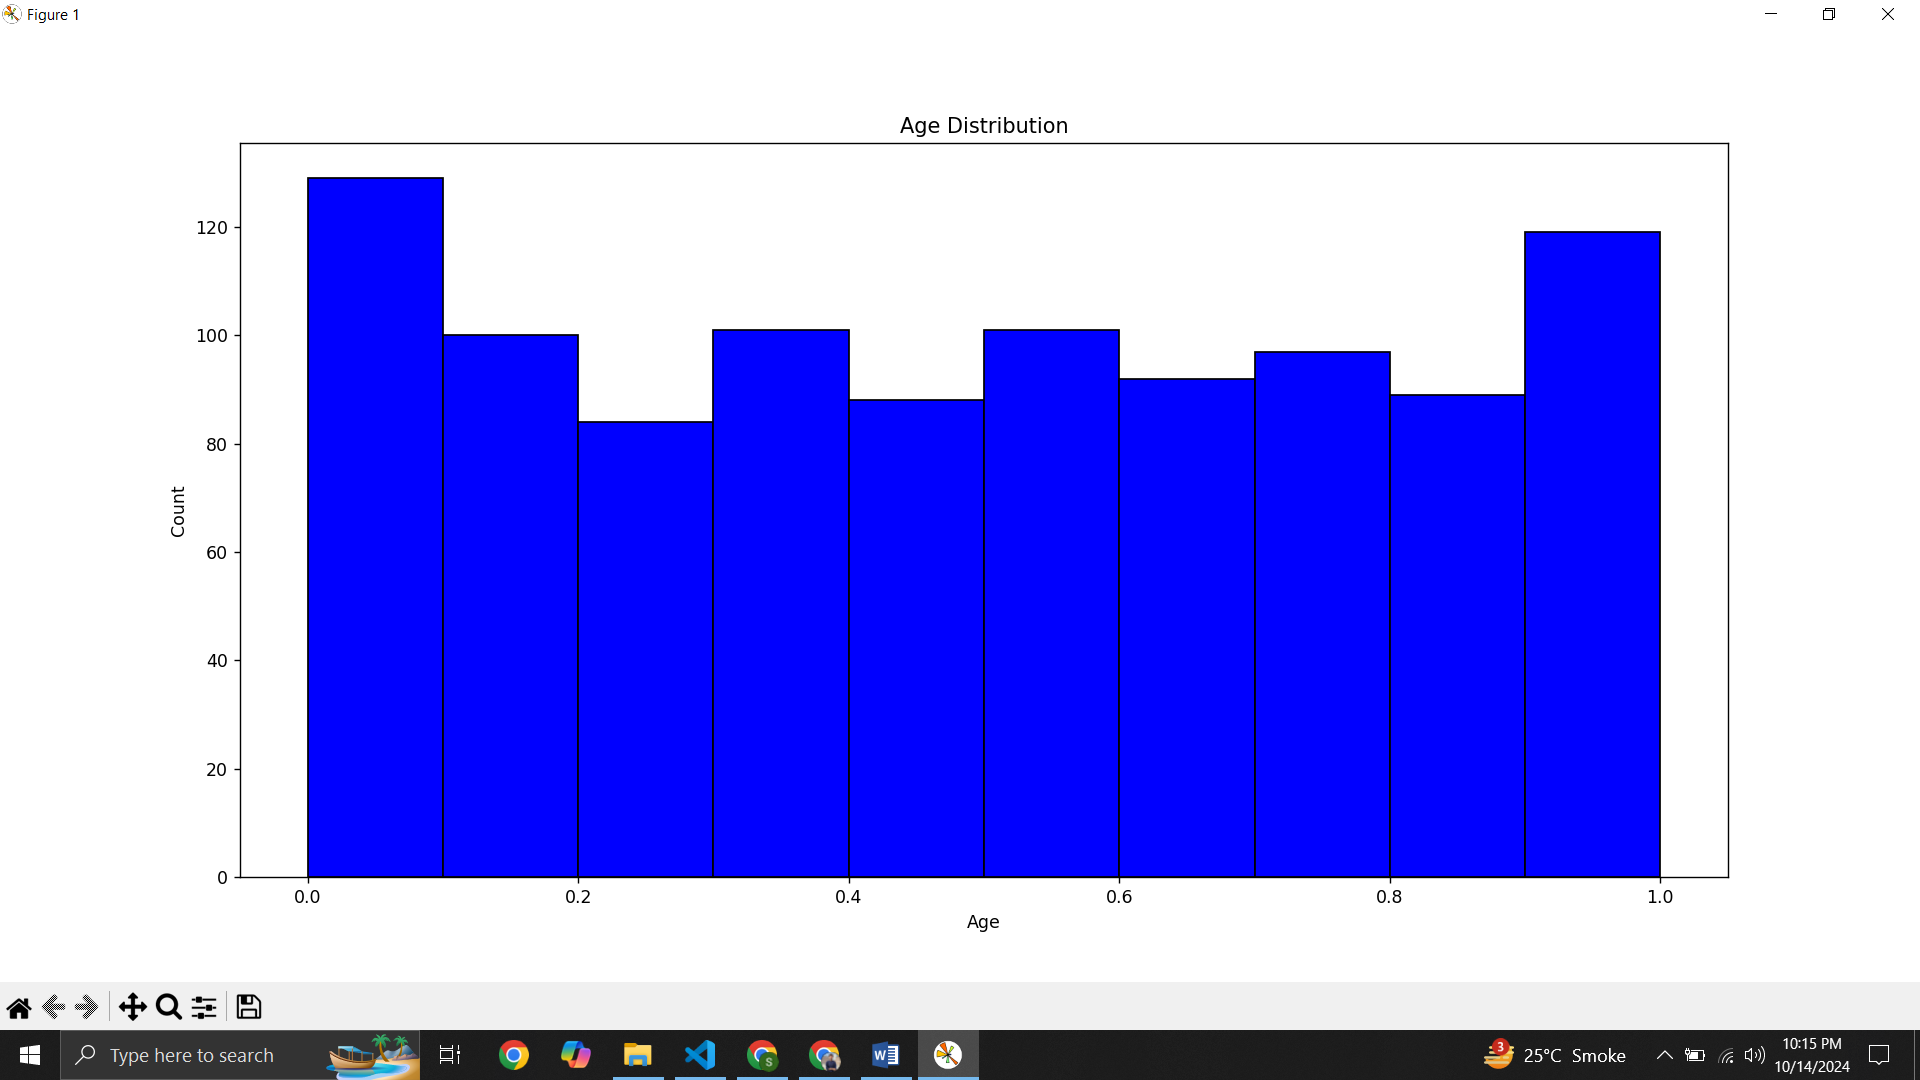 Figure 1
Age Distribution
120
100
80
60
40
20
0
Count
0.0 0.2 0.4 0.6 0.8 1.0
Age
Type here to search
S
W
3
25°C Smoke
10:15 PM
10/14/2024